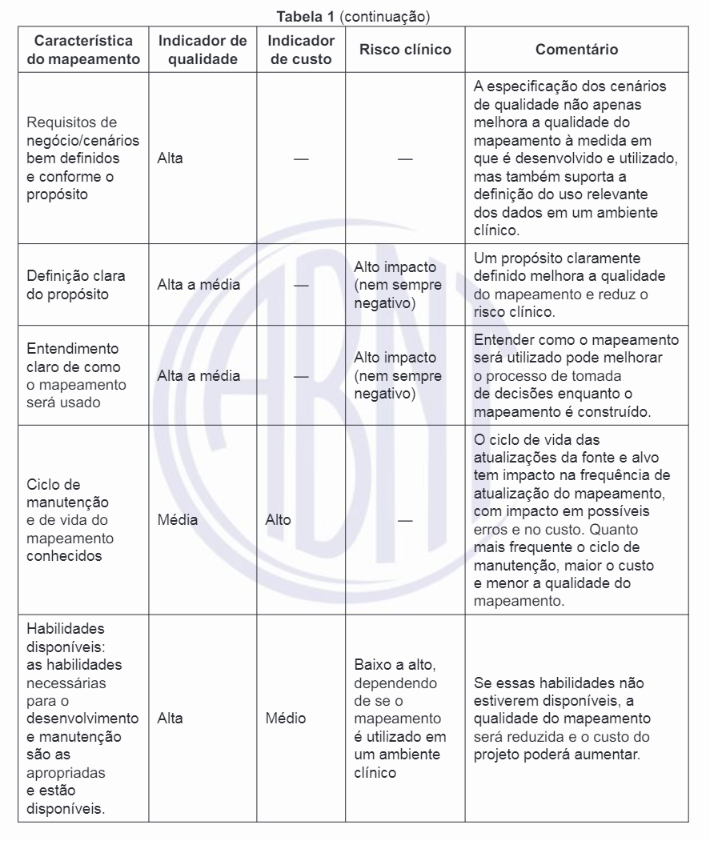 Tabela 1 (continuação)
Característica
do mapeamento
Indicador de
qualidade
Indicador
de custo
Risco clínico
Comentário
Requisitos de
negócio/cenários
bem definidos
e conforme o
propósito
Alta
—
—
A especificação dos cenários
de qualidade não apenas
melhora a qualidade do
mapeamento à medida em
que é desenvolvido e utilizado,
mas também suporta a
definição do uso relevante
dos dados em um ambiente
clínico.
Definição clara
do propósito
Alta a média
—
Alto impacto
(nem sempre
negativo)
Um propósito claramente
definido melhora a qualidade
do mapeamento e reduz o
risco clínico.
Entendimento
claro de como
o mapeamento
será usado
Alta a média
—
Alto impacto
(nem sempre
negativo)
Entender como o mapeamento
será utilizado pode melhorar
o processo de tomada
de decisões enquanto o
mapeamento é construído.
Ciclo de
manutenção
e de vida do
mapeamento
conhecidos
Média
Alto
—
O ciclo de vida das
atualizações da fonte e alvo
tem impacto na frequência de
atualização do mapeamento,
com impacto em possíveis
erros e no custo. Quanto
mais frequente o ciclo de
manutenção, maior o custo
e menor a qualidade do
mapeamento.
Habilidades
disponíveis:
as habilidades
necessárias
para o
desenvolvimento
e manutenção
são as
apropriadas
e estão
disponíveis.
Alta
Médio
Baixo a alto,
dependendo
de se o
mapeamento
é utilizado em
um ambiente
clínico
Se essas habilidades não
estiverem disponíveis, a
qualidade do mapeamento
será reduzida e o custo do
projeto poderá aumentar.
ABNT